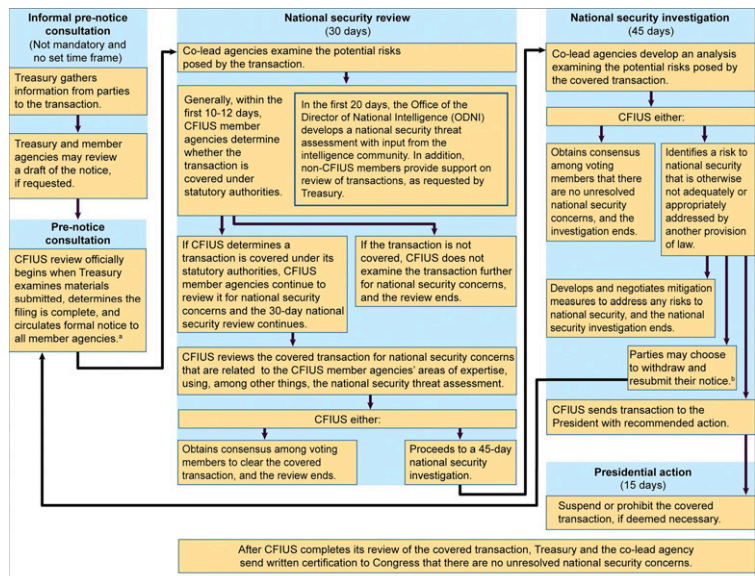 Informal pre-notice
consultation
(Not mandatory and
no set time frame)
Treasury gathers
information from parties
to the transaction.
Treasury and member
agencies may review
a draft of the notice,
if requested.
Pre-notice
consultation
CFIUS review officially
begins when Treasury
examines materials
submitted, determines the
filing is complete, and
circulates formal notice to
all member agencies.a
National security review
(30 days)
Co-lead agencies examine the potential risks
posed by the transaction.
Generally, within the
first 10-12 days,
CFIUS member
agencies determine
whether the
transaction is
covered under
statutory authorities.
In the first 20 days, the Office of the
Director of National Intelligence (ODNI)
develops a national security threat
assessment with input from the
intelligence community. In addition,
non-CFIUS members provide support on
review of transactions, as requested by
Treasury.
If CFIUS determines a
transaction is covered under its
statutory authorities, CFIUS
member agencies continue to
review it for national security
concerns and the 30-day national
security review continues.
If the transaction is not
covered, CFIUS does not
examine the transaction further
for national security concerns,
and the review ends.
CFIUS reviews the covered transaction for national security concerns
that are related to the CFIUS member agencies' areas of expertise,
using, among other things, the national security threat assessment.
CFIUS either:
Obtains consensus among voting
members to clear the covered
transaction, and the review ends.
Proceeds to a 45-day
national security
investigation.
National security investigation
(45 days)
Co-lead agencies develop an analysis
examining the potential risks posed by
the covered transaction.
CFIUS either:
Obtains consensus
among voting
members that there
are no unresolved
national security
concerns, and the
investigation ends.
Identifies a risk to
national security
that is otherwise
not adequately or
appropriately
addressed by
another provision
of law.
Develops and negotiates mitigation
measures to address any risks to
national security, and the national
security investigation ends.
Parties may choose
to withdraw and
resubmit their notice.b
CFIUS sends transaction to the
President with recommended action.
Presidential action
(15 days)
Suspend or prohibit the covered
transaction, if deemed necessary.
After CFIUS completes its review of the covered transaction, Treasury and the co-lead agency
send written certification to Congress that there are no unresolved national security concerns.